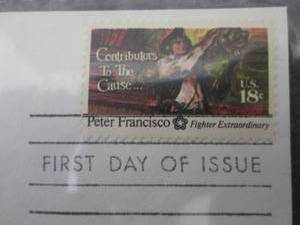 Contributors
To The
Cause...
U.S.
18c
Peter Francisco Fighter Extraordinary
FIRST DAY OF ISSUE